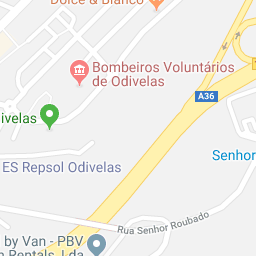 Dolce & Bianco
Bombeiros Voluntários
de Odivelas
A36
ivelas
Senhor
ES Repsol Odivelas
Rua Senhor Roubado
by Van - PBV
Rentals, Lda